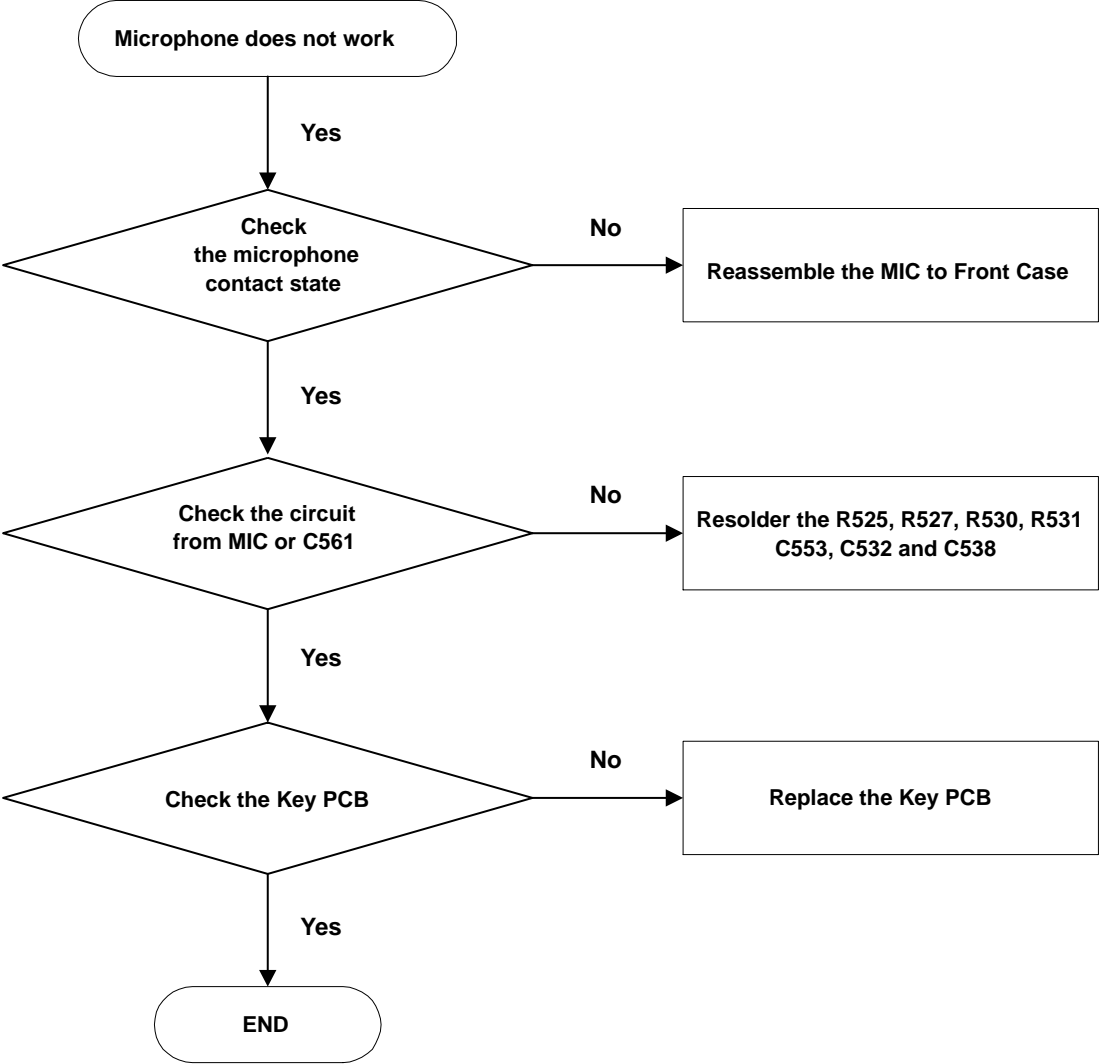 Microphone does not work
Yes
Check
the microphone
contact state
No
Reassemble the MIC to Front Case
Yes
Check the circuit
from MIC or C561
No
Resolder the R525, R527, R530, R531
C553, C532 and C538
Yes
Check the Key PCB
No
Replace the Key PCB
Yes
END